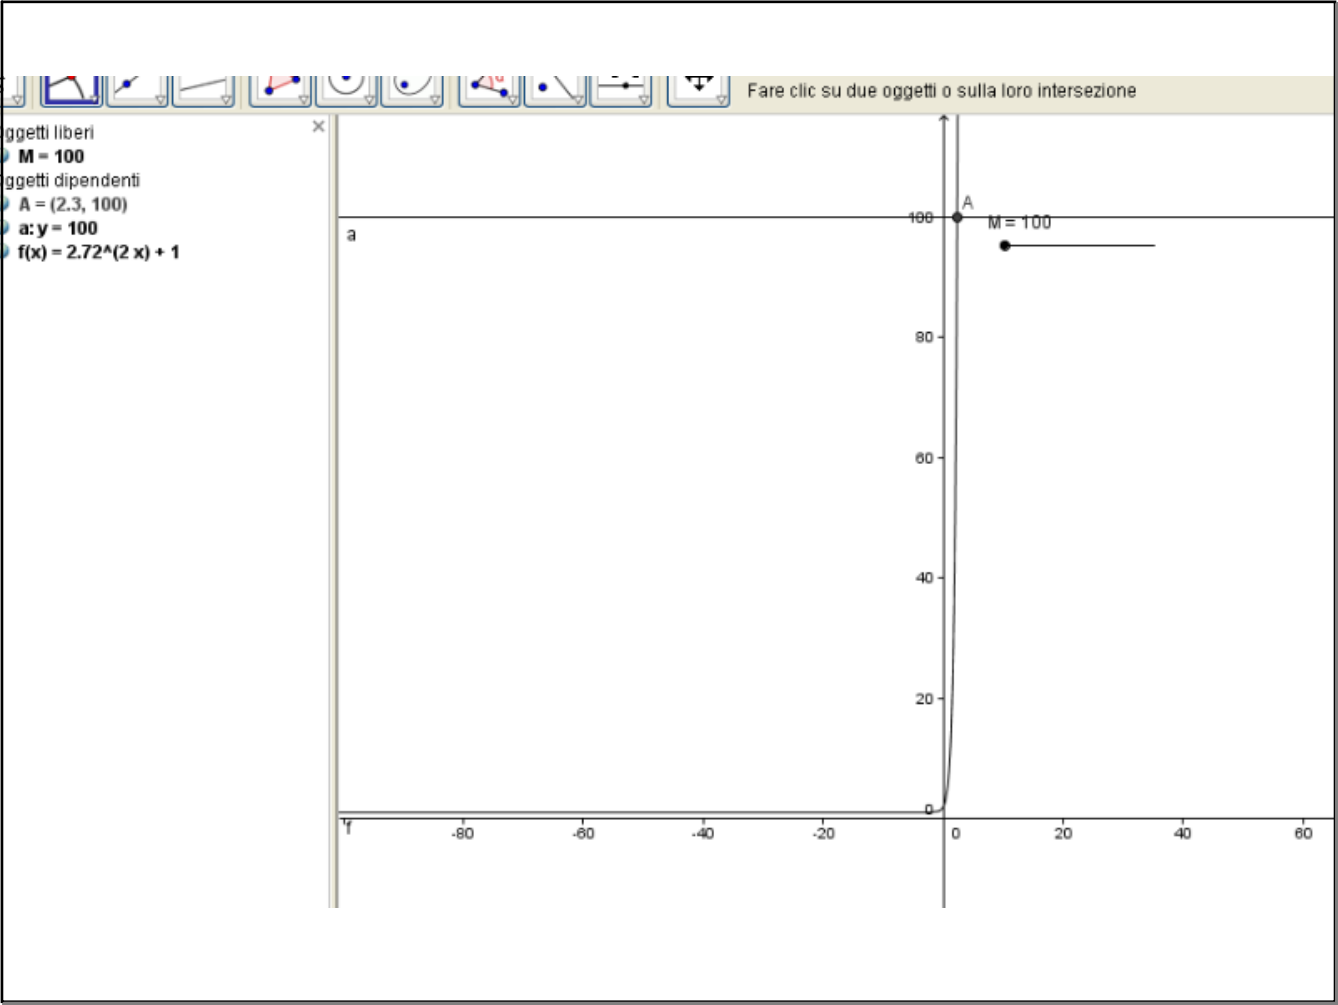 Fare clic su due oggetti o sulla loro intersezione
ggetti liberi
M = 100
ggetti dipendenti
A = (2.3, 100)
a: y = 100
f(x) = 2.72^(2 x) + 1
A
100
M = 100
a
80
60
40
20
0
f
-80
-60
-40
-20
0
20
40
60